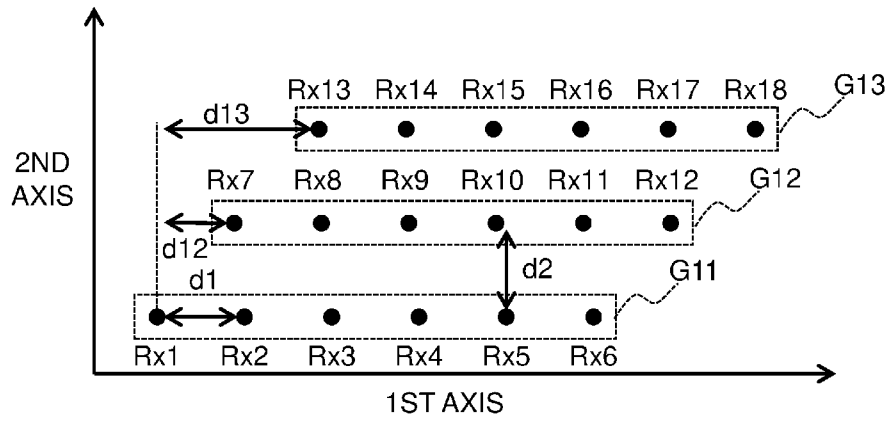 Rx13 Rx14 Rx15 Rx16 Rx17 Rx18 G13
d13
2ND
AXIS
Rx7 Rx8 Rx9 Rx10 Rx11 Rx12 G12
d12
d1 d2 G11
Rx1 Rx2 Rx3 Rx4 Rx5 Rx6
1ST AXIS